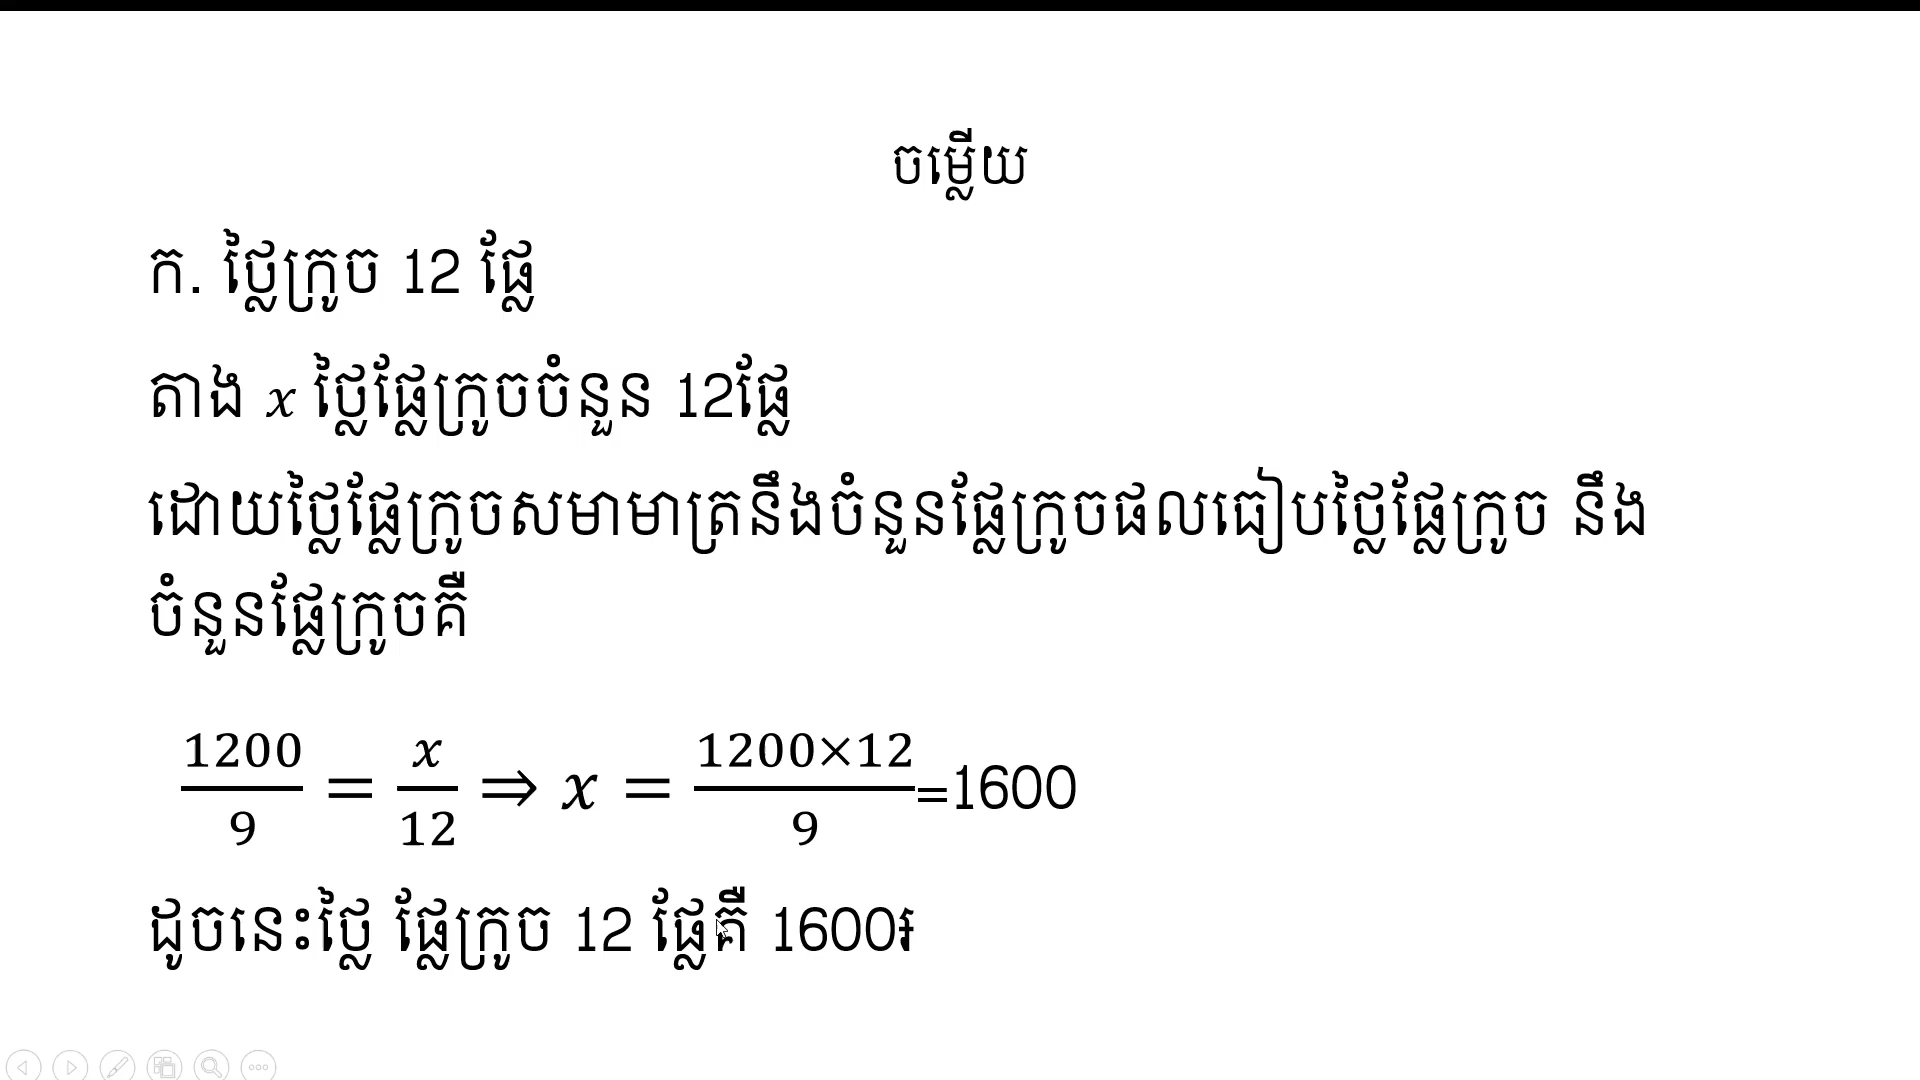 ចម្លើយ
ក. ថ្លៃក្រូច 12 ផ្លែ
តាង x ថ្លៃផ្លែក្រូចចំនួន 12ផ្លែ
ដោយថ្លៃផ្លែក្រូចសមាមាត្រនឹងចំនួនផ្លែក្រូចផលធៀបថ្លៃផ្លែក្រូច នឹង
ចំនួនផ្លែក្រូចគឺ
1200/9 = x/12 ⇒ x = 1200×12/9 =1600
ដូចនេះថ្លៃ ផ្លែក្រូច 12 ផ្លែគឺ 1600៛